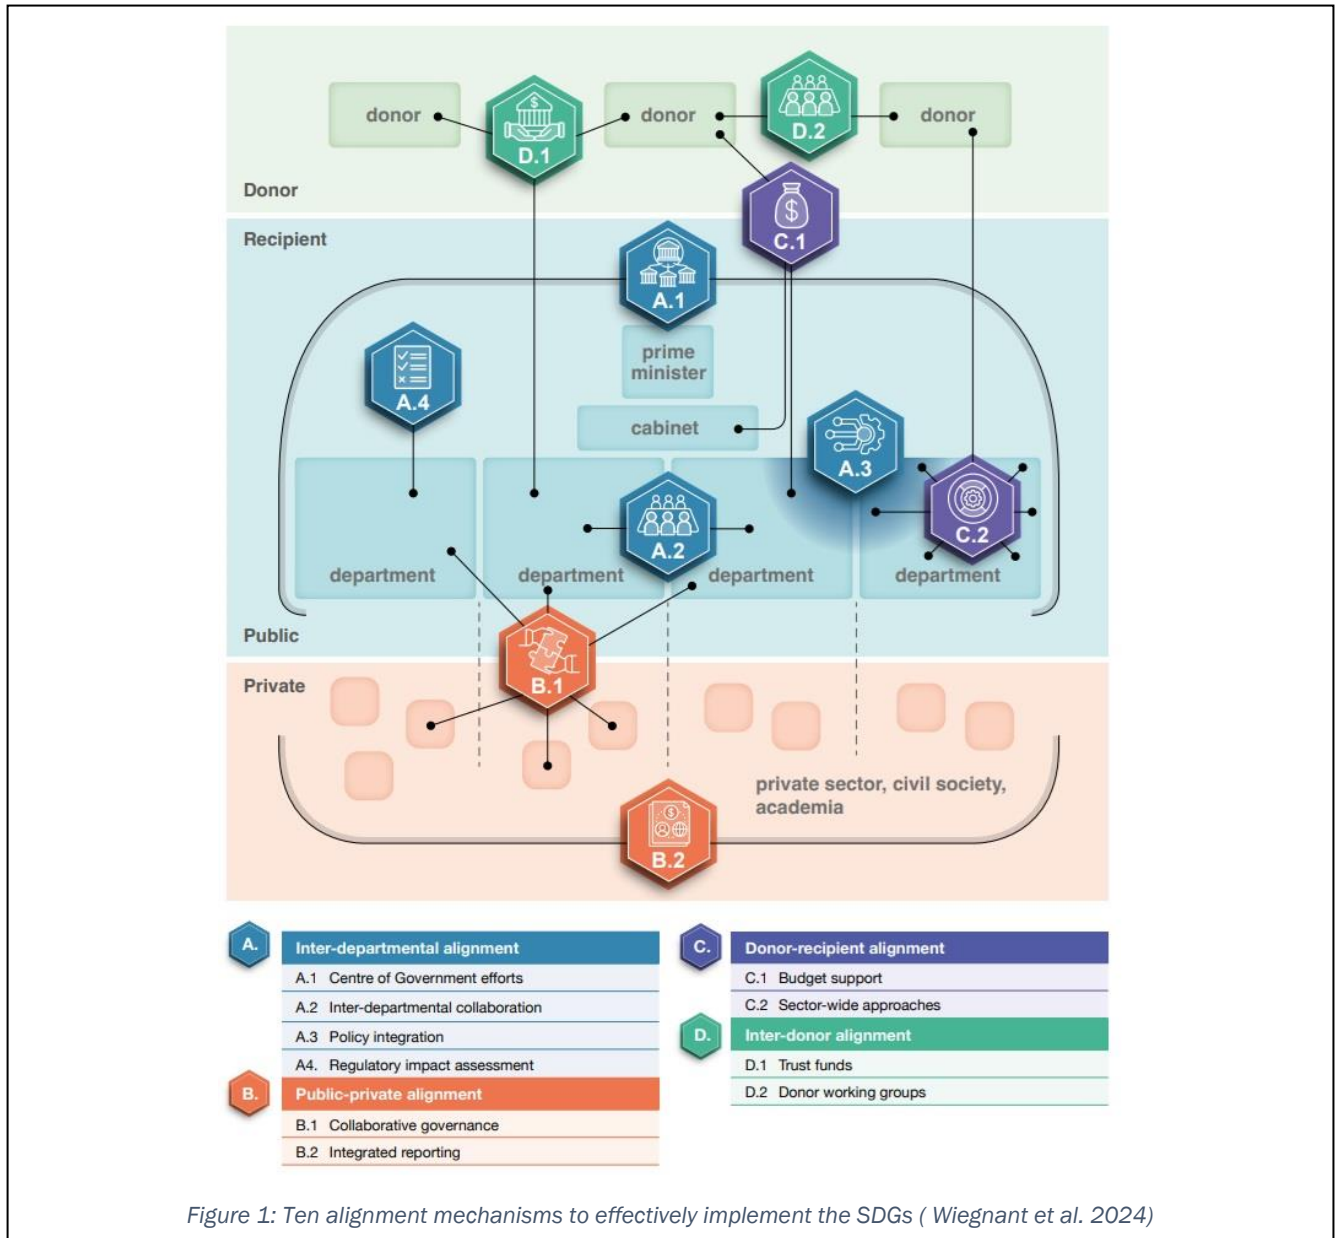 donor
donor
donor
D.1
D.2
Donor
$
C.1
Recipient
A.1
prime
minister
A.4
cabinet
A.3
A.2
C.2
department
department
department
department
Public
B.1
Private
private sector, civil society,
academia
B.2
A.
Inter-departmental alignment
A.1 Centre of Government efforts
A.2 Inter-departmental collaboration
A.3 Policy integration
A4. Regulatory impact assessment
B.
Public-private alignment
B.1 Collaborative governance
B.2 Integrated reporting
C.
Donor-recipient alignment
C.1 Budget support
C.2 Sector-wide approaches
D.
Inter-donor alignment
D.1 Trust funds
D.2 Donor working groups
Figure 1: Ten alignment mechanisms to effectively implement the SDGs ( Wiegnant et al. 2024)